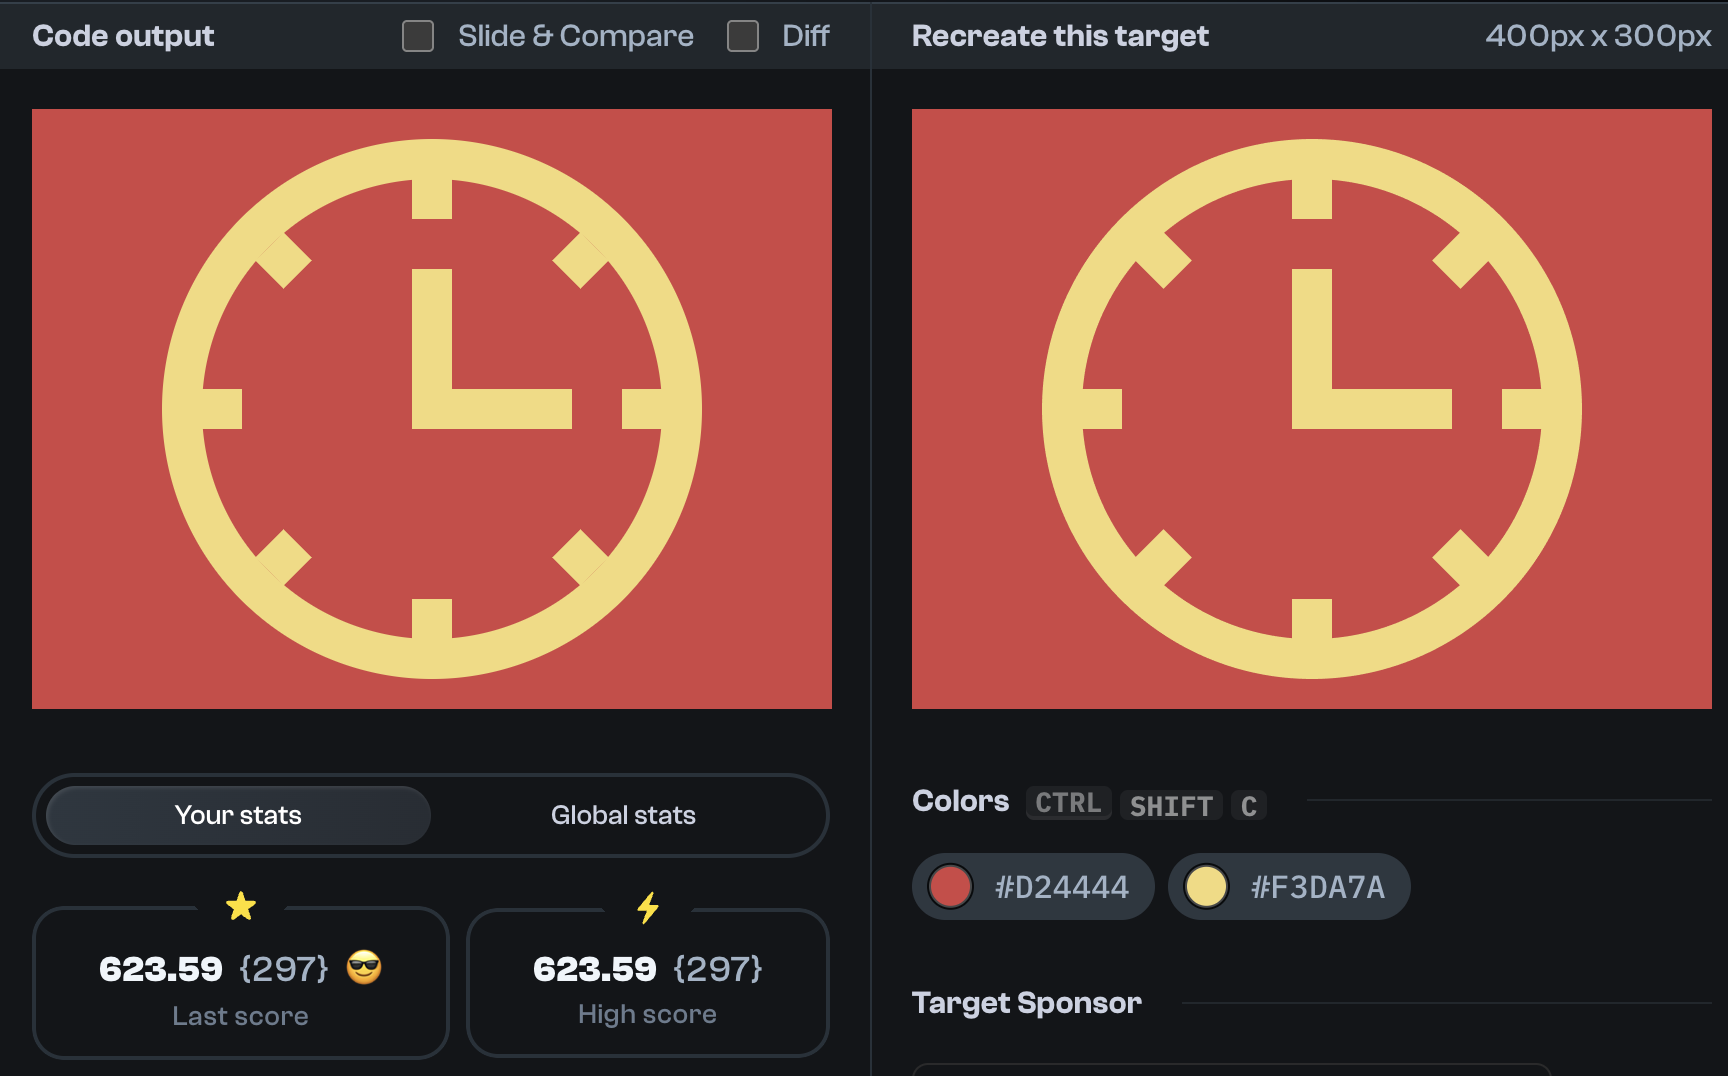 Code output
Slide & Compare
Diff
Recreate this target
400px x 300px
Your stats
Global stats
623.59 {297} 😎
Last score
623.59 {297}
High score
Colors CTRL SHIFT C
#D24444
#F3DA7A
Target Sponsor